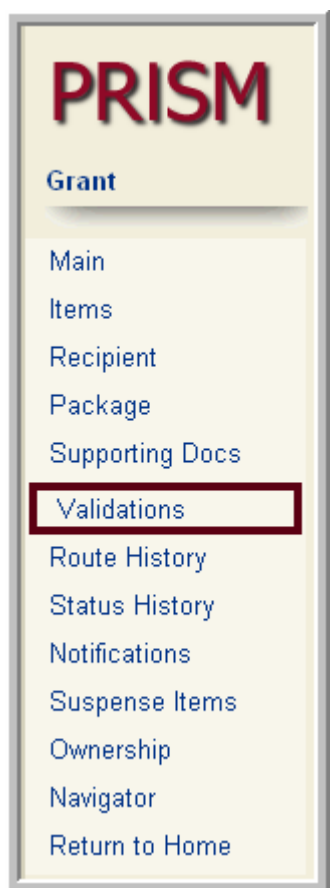 PRISM
Grant
Main
Items
Recipient
Package
Supporting Docs
Validations
Route History
Status History
Notifications
Suspense Items
Ownership
Navigator
Return to Home